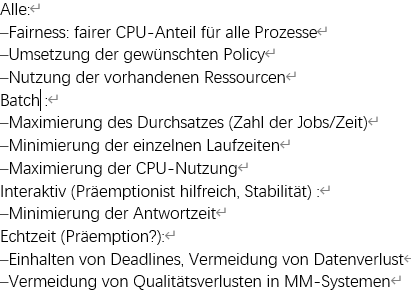 Alle:
–Fairness: fairer CPU-Anteil für alle Prozesse
–Umsetzung der gewünschten Policy
–Nutzung der vorhandenen Ressourcen
Batch :
–Maximierung des Durchsatzes (Zahl der Jobs/Zeit)
–Minimierung der einzelnen Laufzeiten
–Maximierung der CPU-Nutzung
Interaktiv (Präemptionist hilfreich, Stabilität) :
–Minimierung der Antwortzeit
Echtzeit (Präemption?):
–Einhalten von Deadlines, Vermeidung von Datenverlust
–Vermeidung von Qualitätsverlusten in MM-Systemen